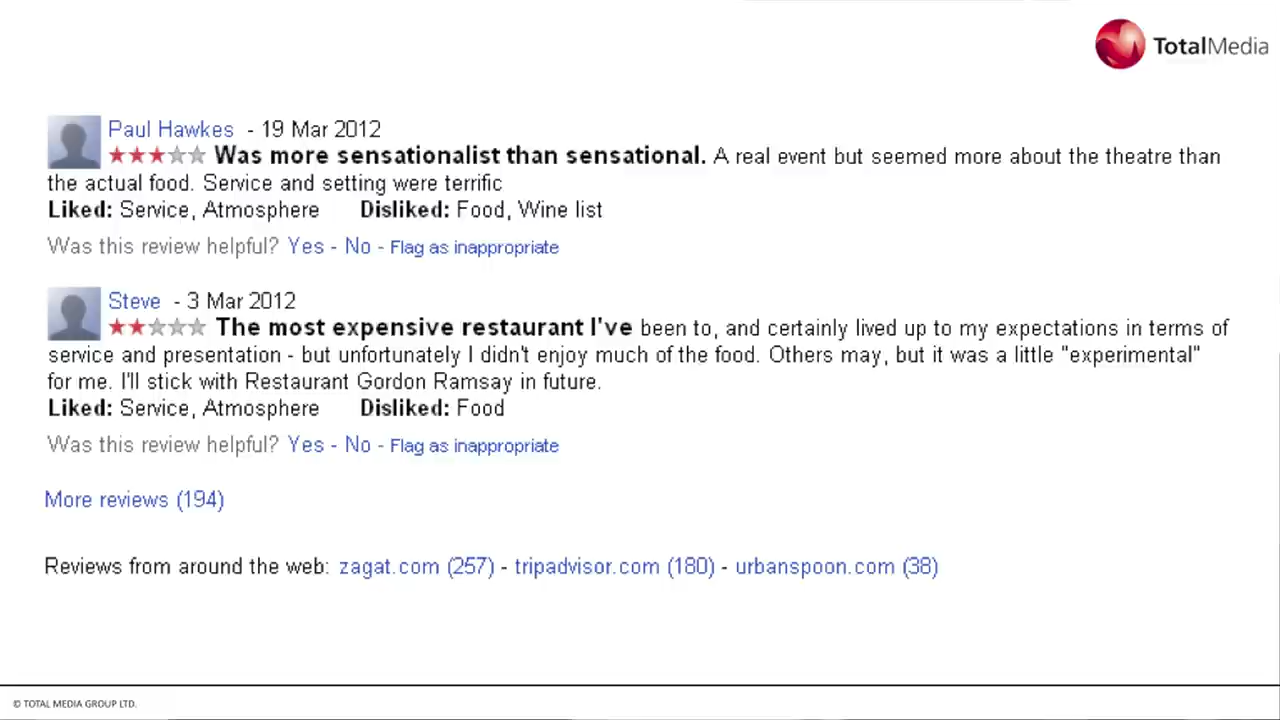 TotalMedia
Paul Hawkes - 19 Mar 2012
Was more sensationalist than sensational. A real event but seemed more about the theatre than
the actual food. Service and setting were terrific
Liked: Service, Atmosphere Disliked: Food, Wine list
Was this review helpful? Yes - No - Flag as inappropriate
Steve - 3 Mar 2012
The most expensive restaurant I've been to, and certainly lived up to my expectations in terms of
service and presentation - but unfortunately I didn't enjoy much of the food. Others may, but it was a little "experimental"
for me. I'll stick with Restaurant Gordon Ramsay in future.
Liked: Service, Atmosphere Disliked: Food
Was this review helpful? Yes - No - Flag as inappropriate
More reviews (194)
Reviews from around the web: zagat.com (257) - tripadvisor.com (180) - urbanspoon.com (38)
© TOTAL MEDIA GROUP LTD.